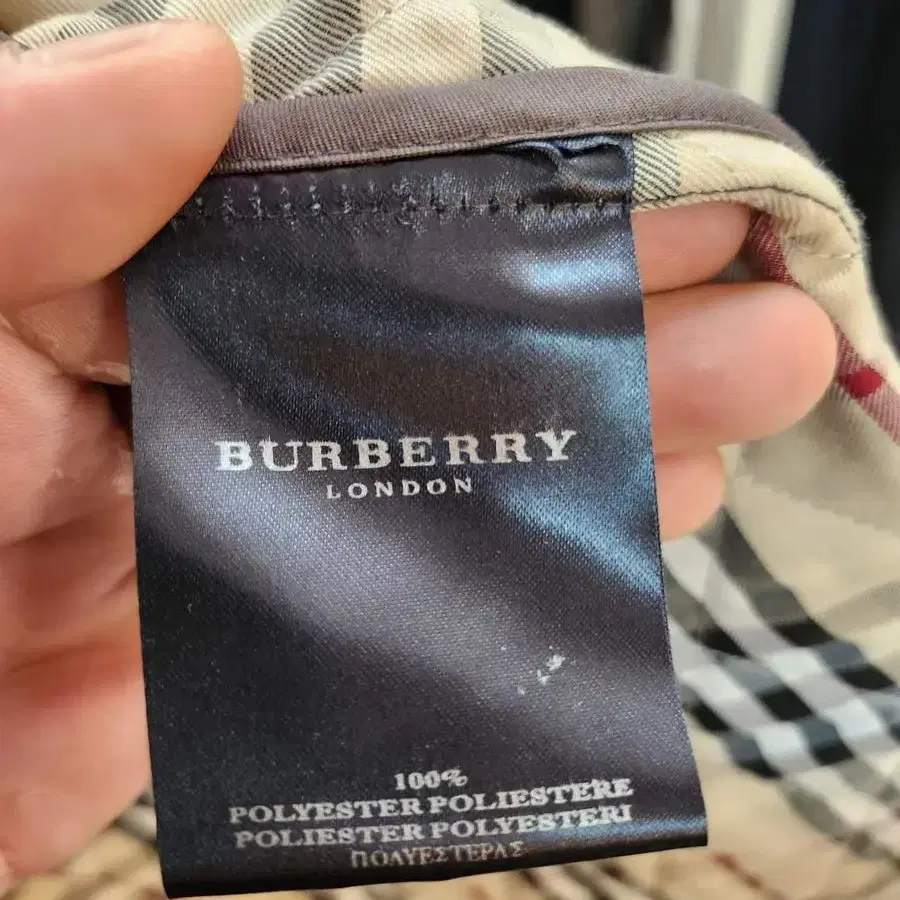 BURBERRY
LONDON
100%
POLYESTER POLIESTERE
POLIESTER POLYESTERI
ΠΟΛΥΕΣΤΕΡΑΣ